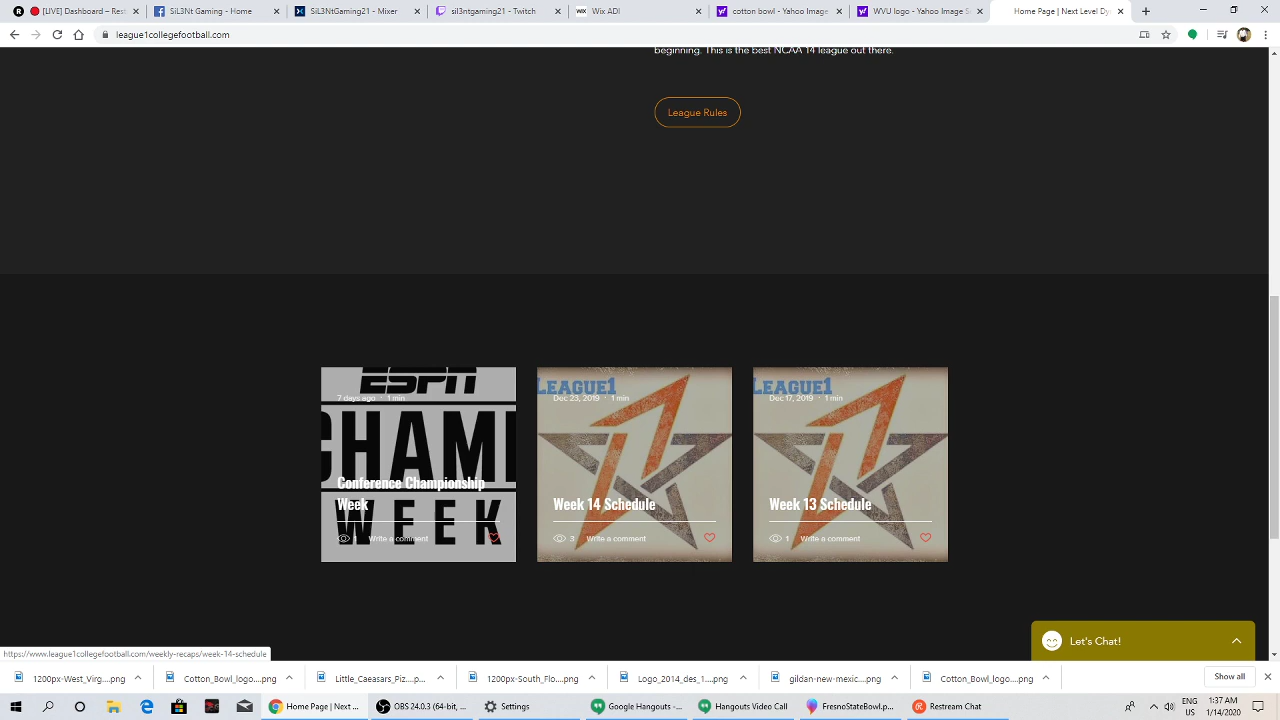 [LIVE] Dashboard – Res
SiL3Nt Gaming - Home
SiL3NtGaming21 - Mixer
sil3ntgaming21 - Twitch
WIX Wix ADI
cotton bowl - Yahoo Image
WVU logo - Yahoo Image S
Home Page | Next Level Dy
league1collegefootball.com
beginning. This is the best NCAA 14 league out there.
League Rules
ESPN
CHAM
WEEK
7 days ago · 1 min
Conference Championship
Week
1 Write a comment
LEAGUE1
Dec 23, 2019 · 1 min
Week 14 Schedule
3 Write a comment
LEAGUE1
Dec 17, 2019 · 1 min
Week 13 Schedule
1 Write a comment
Let's Chat!
https://www.league1collegefootball.com/weekly-recaps/week-14-schedule
1200px-West_Virg....png
Cotton_Bowl_logo....png
Little_Caeasars_Piz....p...
1200px-South_Flo....png
Logo_2014_des_1....png
gildan-new-mexic....png
Cotton_Bowl_logo....png
Show all
Home Page | Next ...
OBS 24.0.3 (64-bit, ...
Settings
Google Hangouts - ...
Hangouts Video Call
FresnoStateBowl.p...
Restream Chat
ENG
US
1:37 AM
1/14/2020